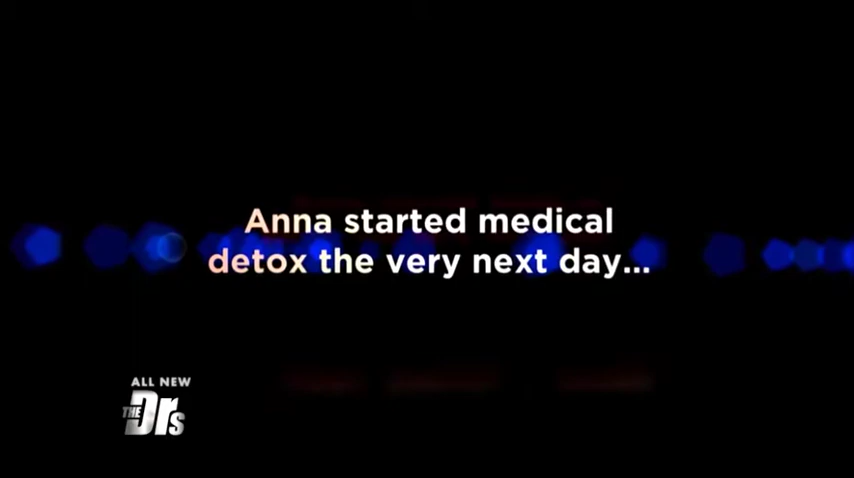 Anna started medical
detox the very next day...
ALL NEW
THE Drs